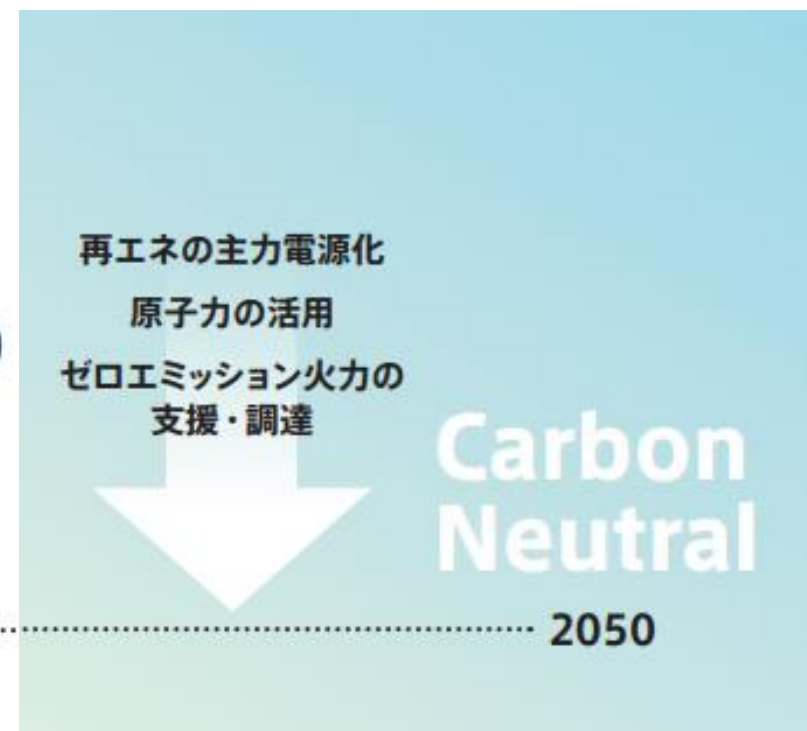 再エネの主力電源化
原子力の活用
ゼロエミッション火力の
支援・調達
Carbon
Neutral
2050